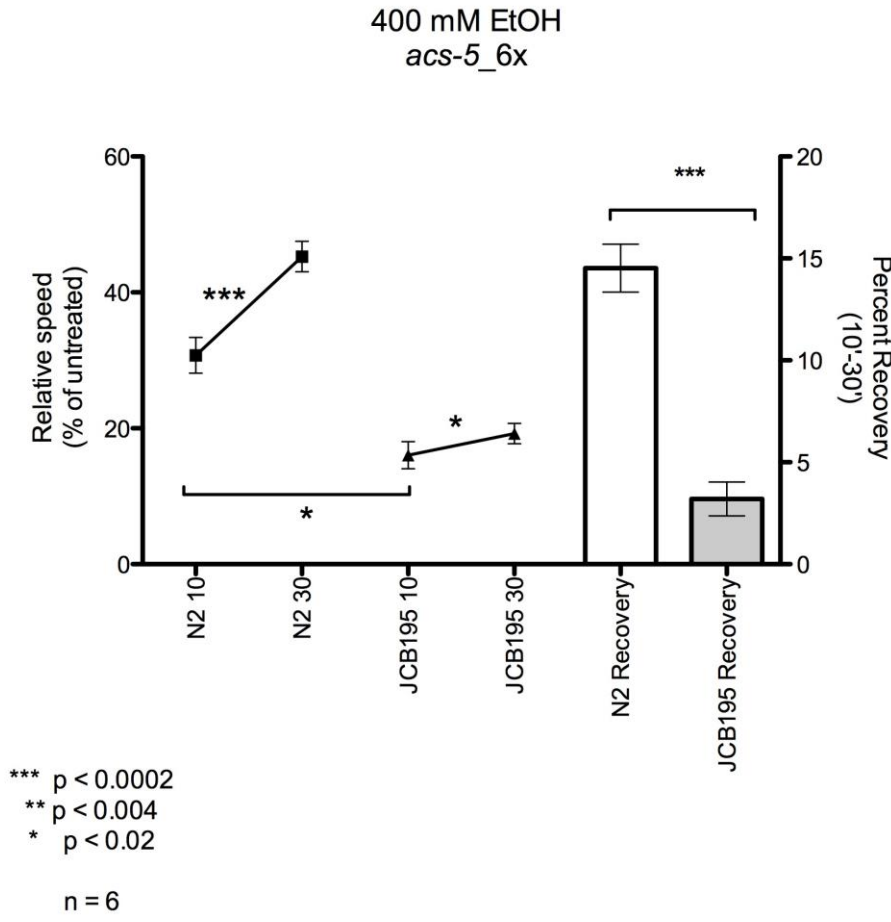 400 mM EtOH
acs-5_6x
60
40
20
0
Relative speed
(% of untreated)
***
*
*
***
20
15
10
5
0
Percent Recovery
(10'-30')
N2 10
N2 30
JCB195 10
JCB195 30
N2 Recovery
JCB195 Recovery
*** p < 0.0002
** p < 0.004
* p < 0.02
n = 6